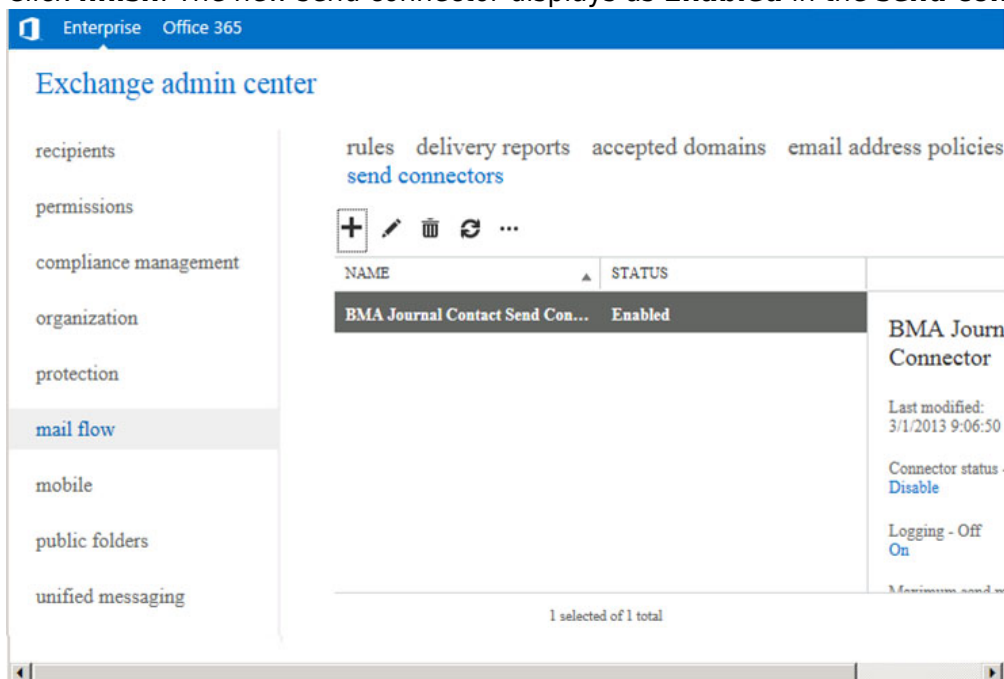 Enterprise Office 365
Exchange admin center
recipients
permissions
compliance management
organization
protection
mail flow
mobile
public folders
unified messaging
rules delivery reports accepted domains email address policies
send connectors
NAME STATUS
BMA Journal Contact Send Con... Enabled
1 selected of 1 total
BMA Journ
Connector
Last modified:
3/1/2013 9:06:50
Connector status -
Disable
Logging - Off
On